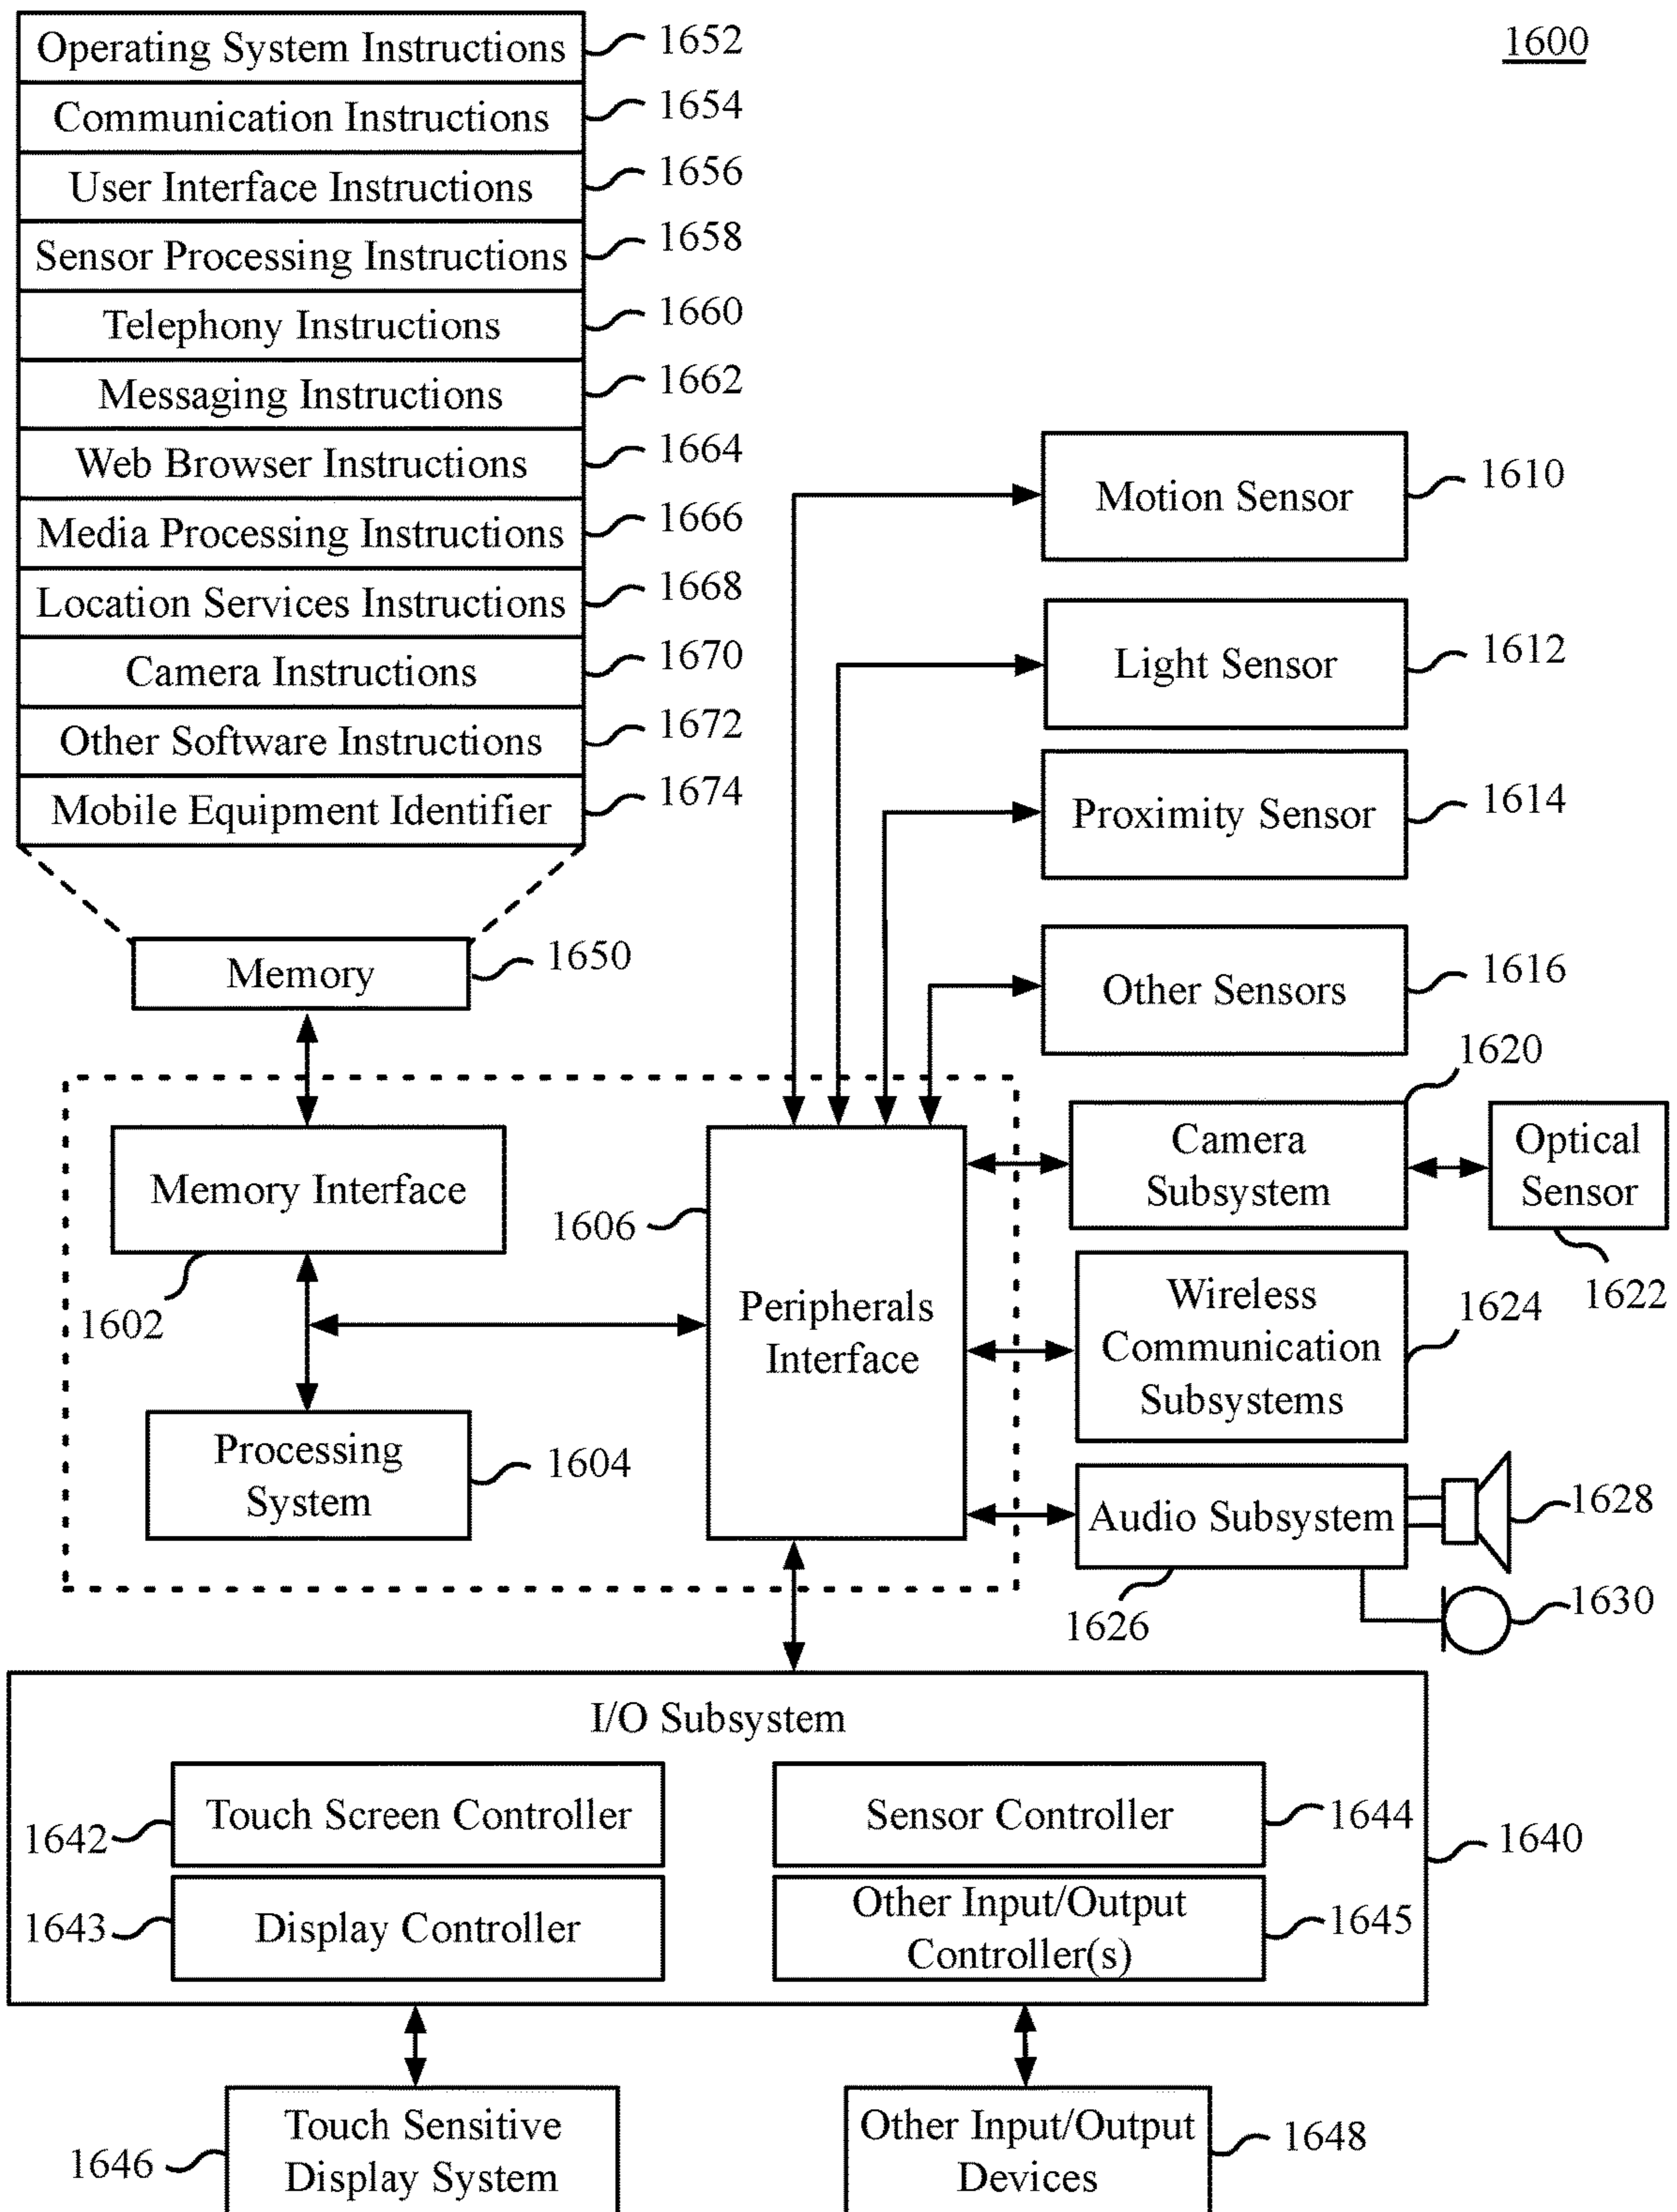 1600
Operating System Instructions
1652
Communication Instructions
1654
User Interface Instructions
1656
Sensor Processing Instructions
1658
Telephony Instructions
1660
Messaging Instructions
1662
Web Browser Instructions
1664
Media Processing Instructions
1666
Location Services Instructions
1668
Camera Instructions
1670
Other Software Instructions
1672
Mobile Equipment Identifier
1674
Memory
1650
Motion Sensor
1610
Light Sensor
1612
Proximity Sensor
1614
Other Sensors
1616
Memory Interface
1602
Processing
System
1604
1606
Peripherals
Interface
1620
Camera
Subsystem
Optical
Sensor
1622
Wireless
Communication
Subsystems
1624
Audio Subsystem
1626
1628
1630
I/O Subsystem
1640
Touch Screen Controller
1642
Sensor Controller
1644
Display Controller
1643
Other Input/Output
Controller(s)
1645
Touch Sensitive
Display System
1646
Other Input/Output
Devices
1648